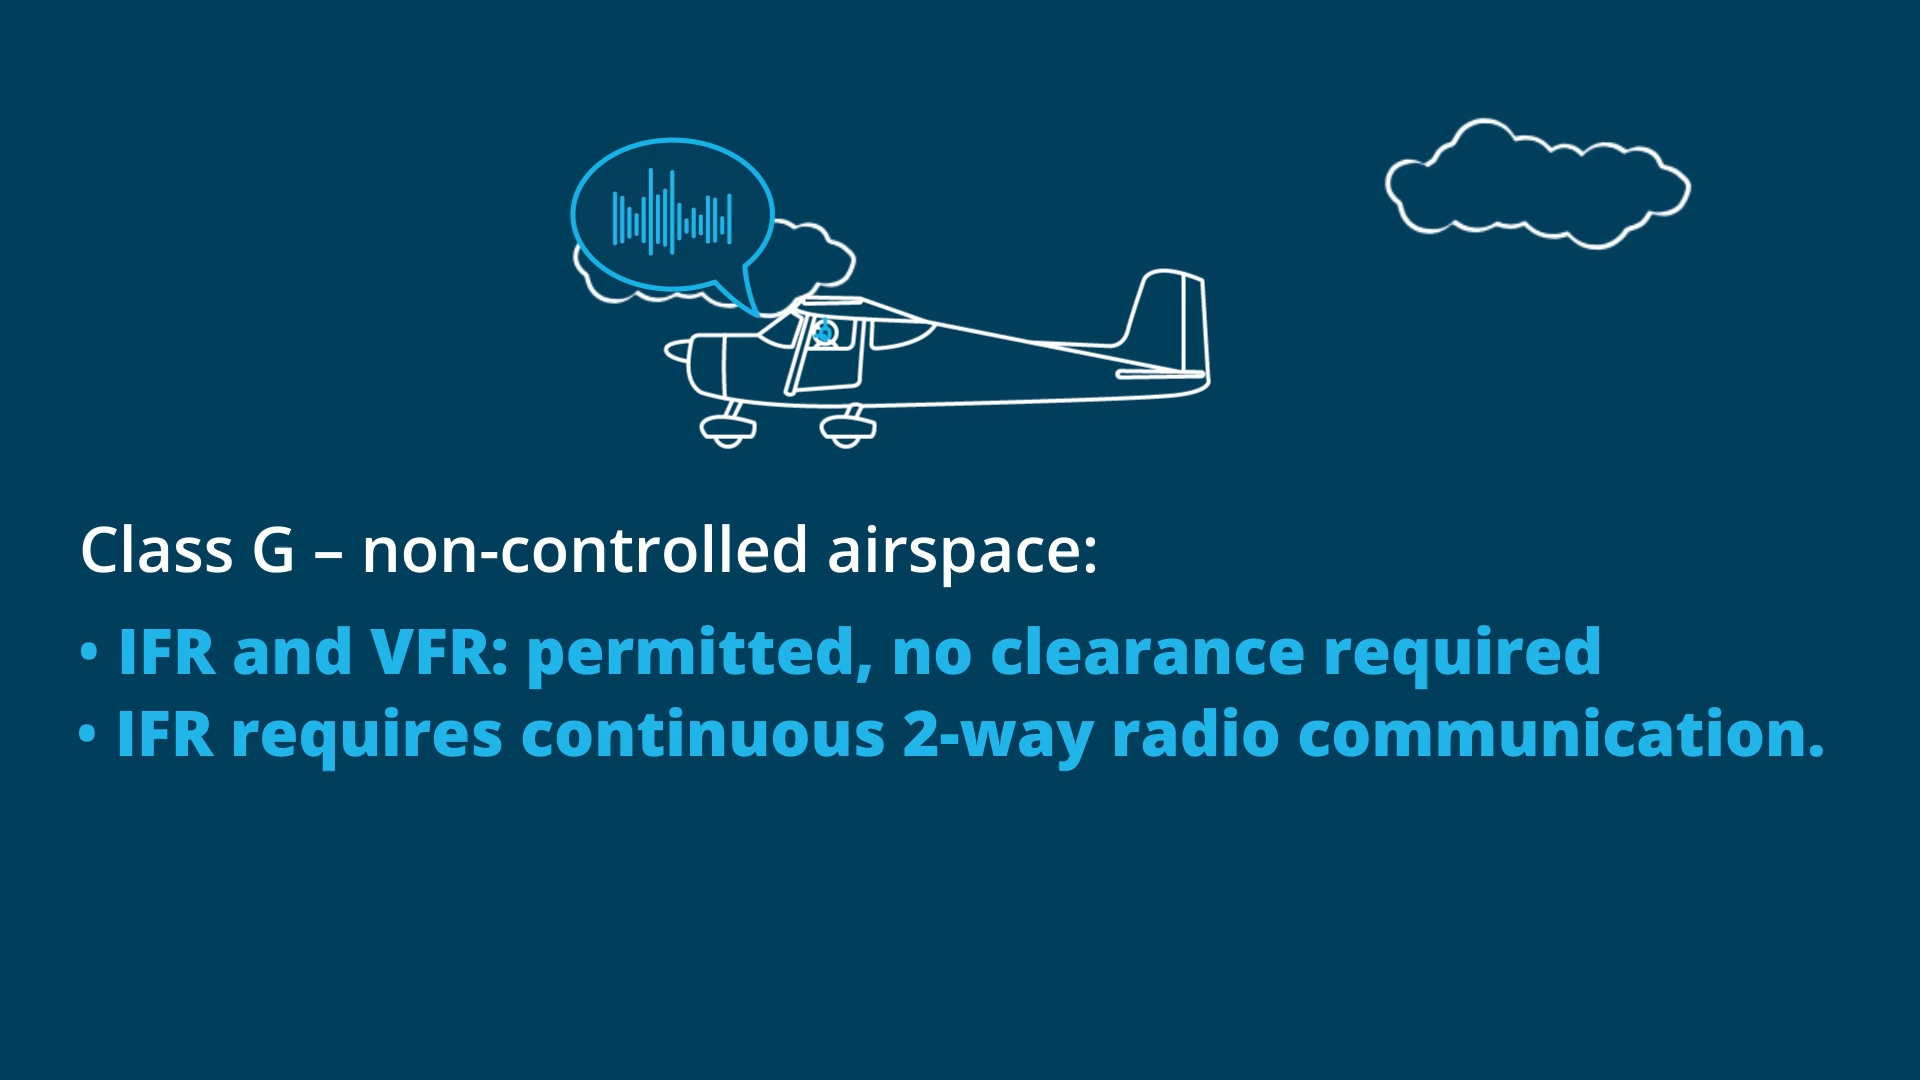 Class G – non-controlled airspace:
• IFR and VFR: permitted, no clearance required
• IFR requires continuous 2-way radio communication.